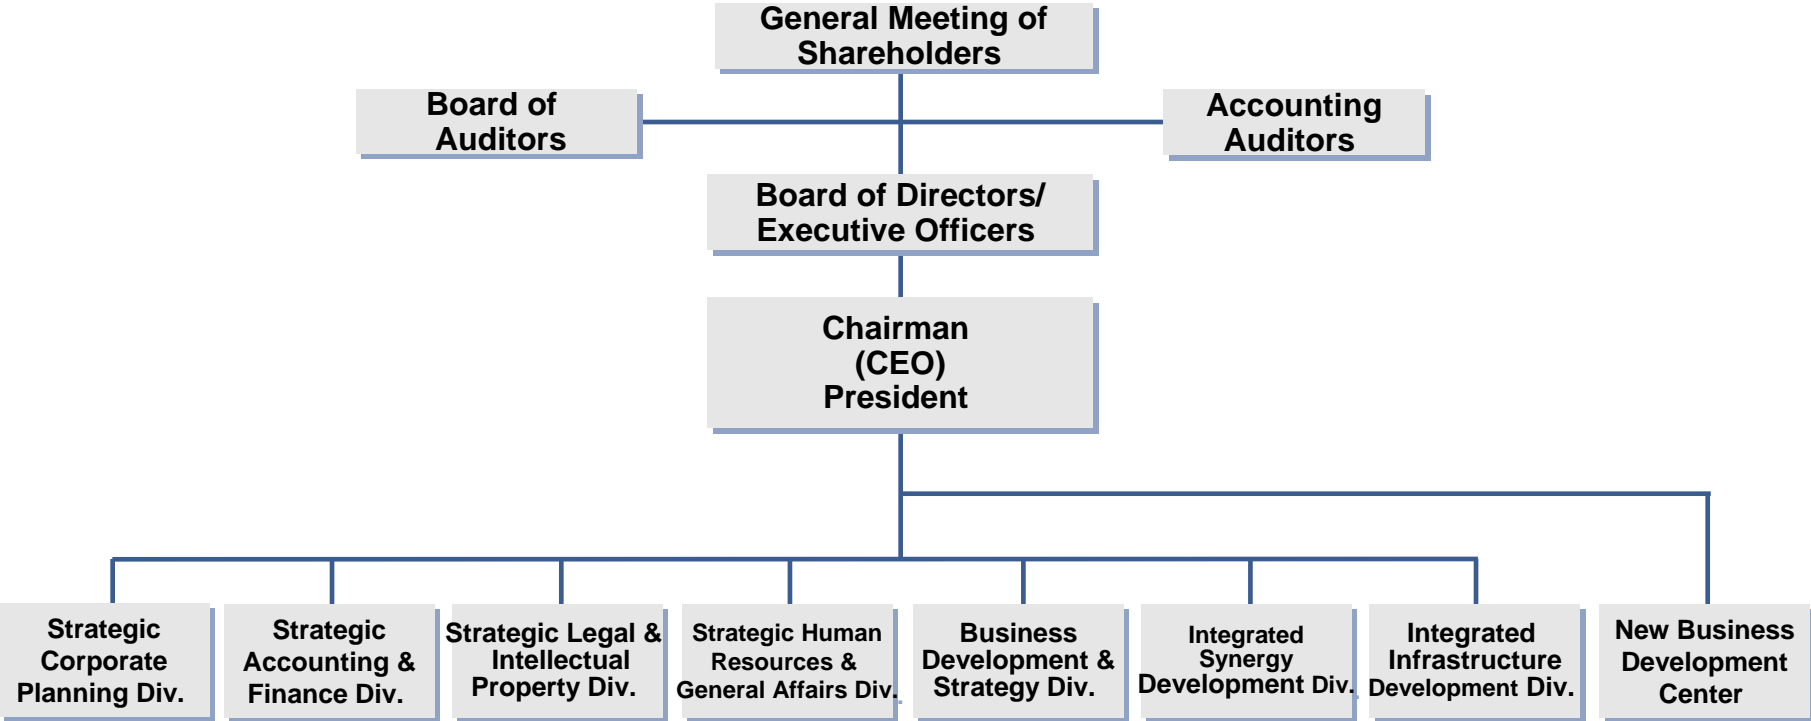 General Meeting of
Shareholders
Board of
Auditors
Accounting
Auditors
Board of Directors/
Executive Officers
Chairman
(CEO)
President
Strategic
Corporate
Planning Div.
Strategic
Accounting &
Finance Div.
Strategic Legal &
Intellectual
Property Div.
Strategic Human
Resources &
General Affairs Div.
Business
Development &
Strategy Div.
Integrated
Synergy
Development Div.
Integrated
Infrastructure
Development Div.
New Business
Development
Center